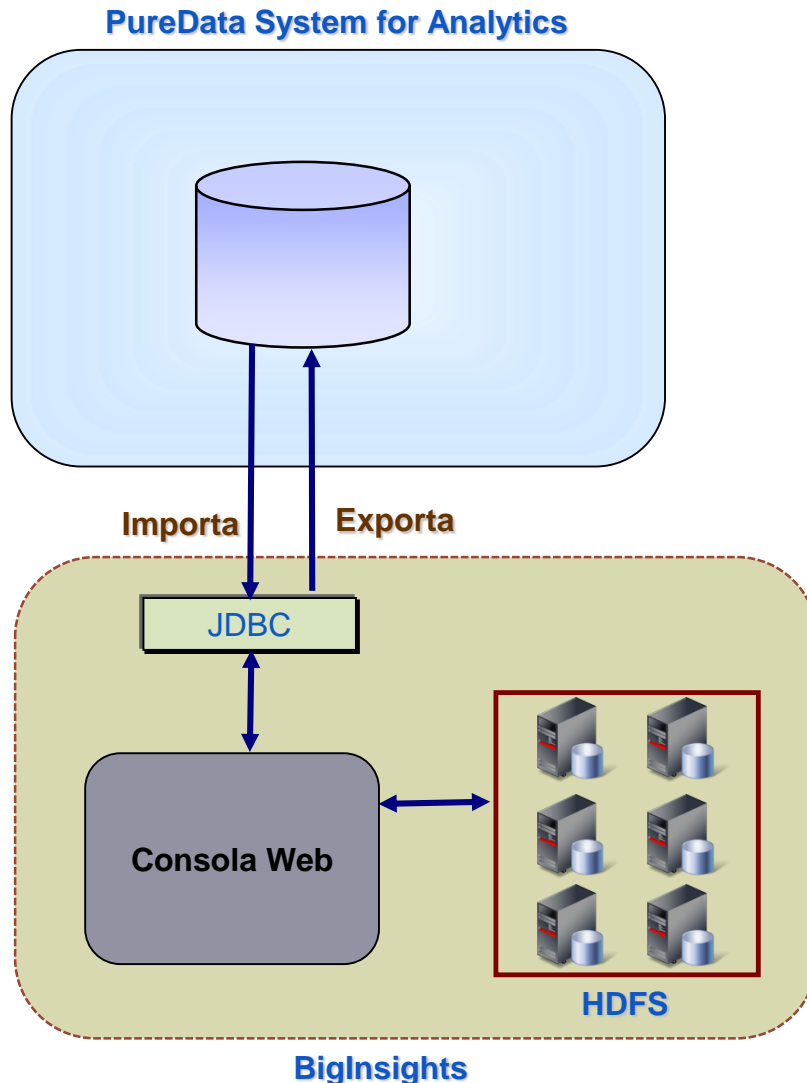 PureData System for Analytics
Importa
Exporta
JDBC
Consola Web
HDFS
BigInsights